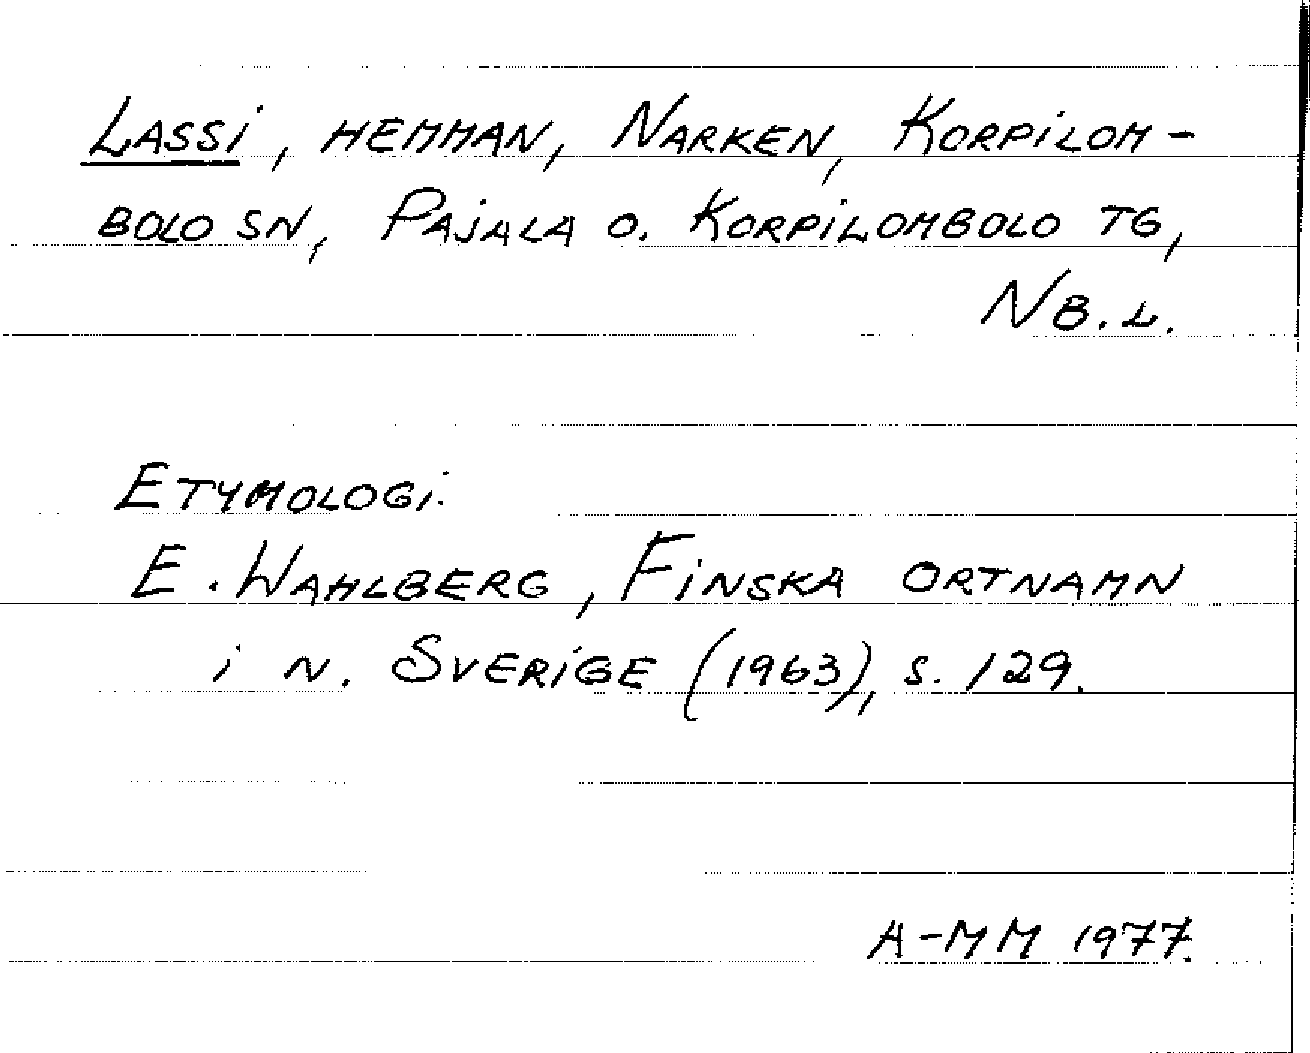 Lassi, hemman, Narken, Korpilom-
bolo sn, Pajala o. Korpilombolo tg,
Nb.l.
Etymologi.
E. Wahlberg, Finska ortnamn
i n. Sverige (1963), s. 129.
A-MM 1977.